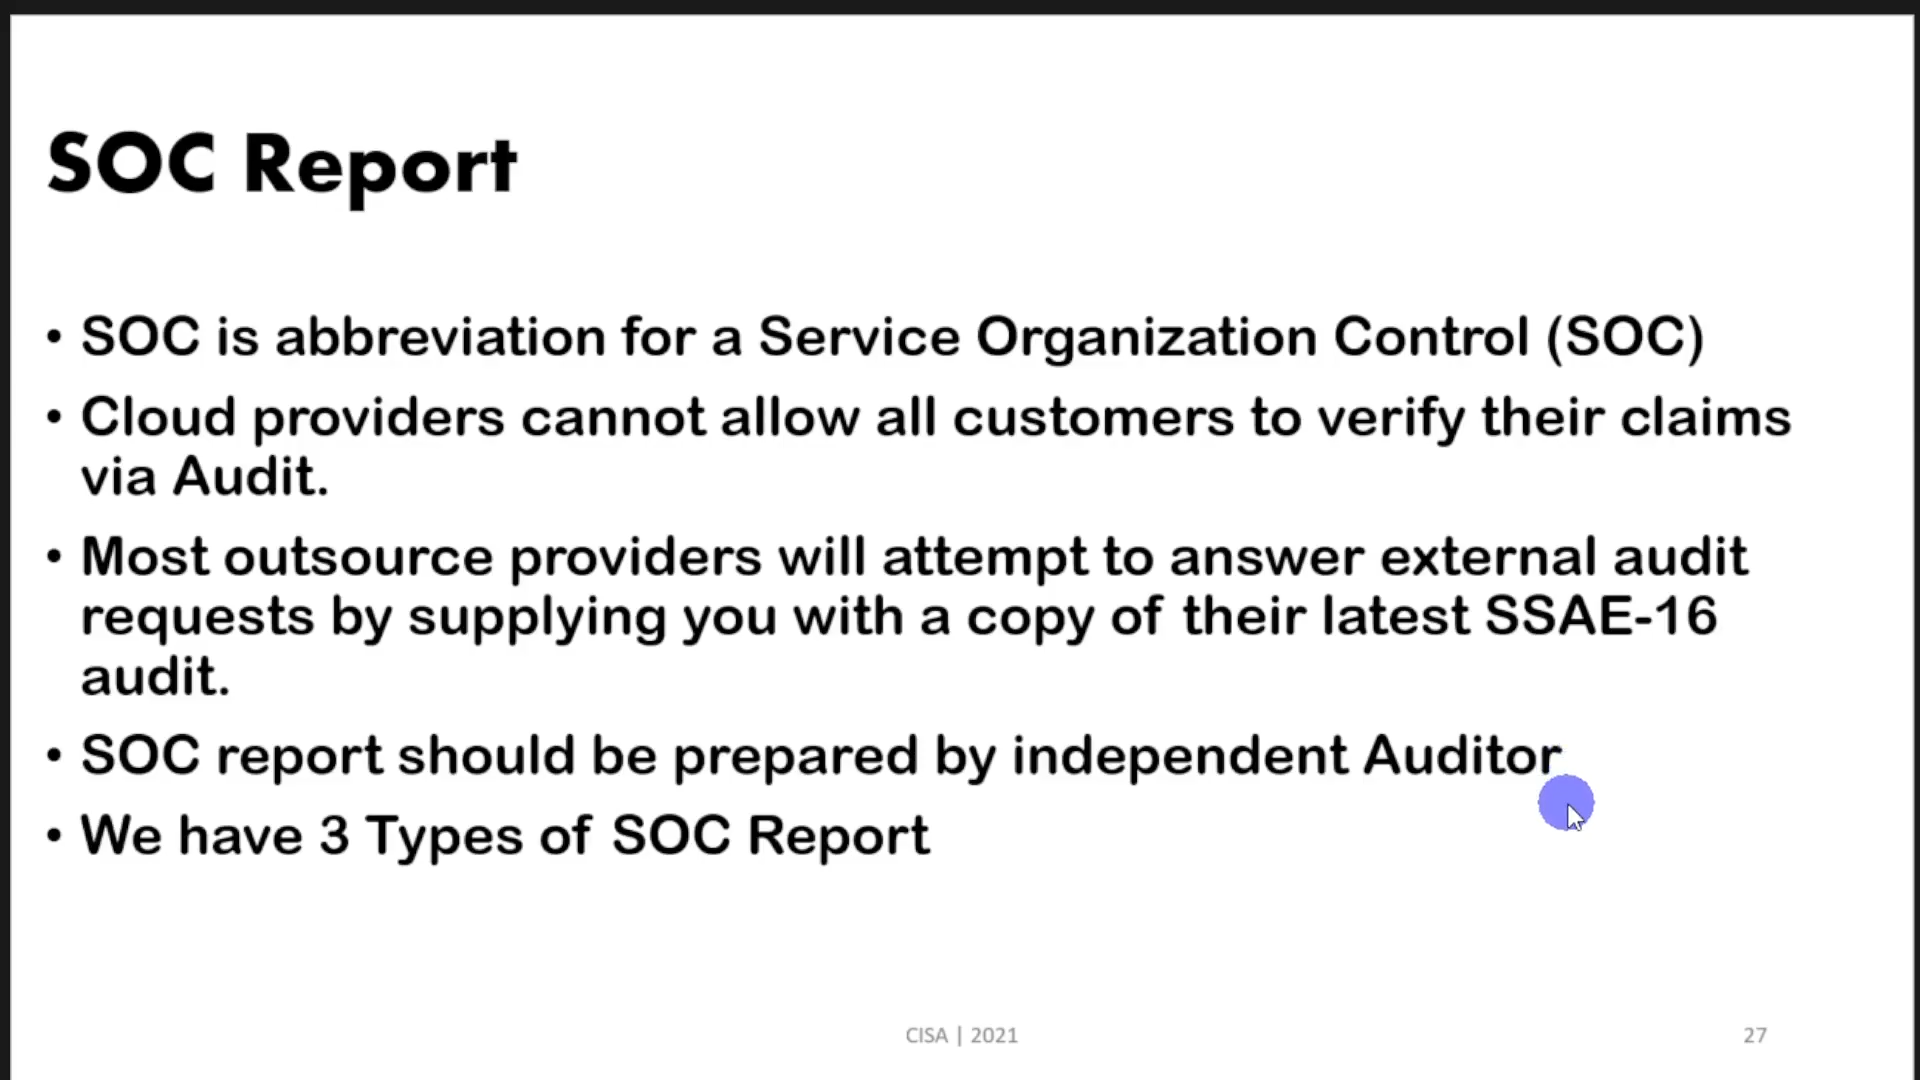 SOC Report
• SOC is abbreviation for a Service Organization Control (SOC)
• Cloud providers cannot allow all customers to verify their claims
via Audit.
• Most outsource providers will attempt to answer external audit
requests by supplying you with a copy of their latest SSAE-16
audit.
• SOC report should be prepared by independent Auditor
• We have 3 Types of SOC Report
CISA | 2021
27